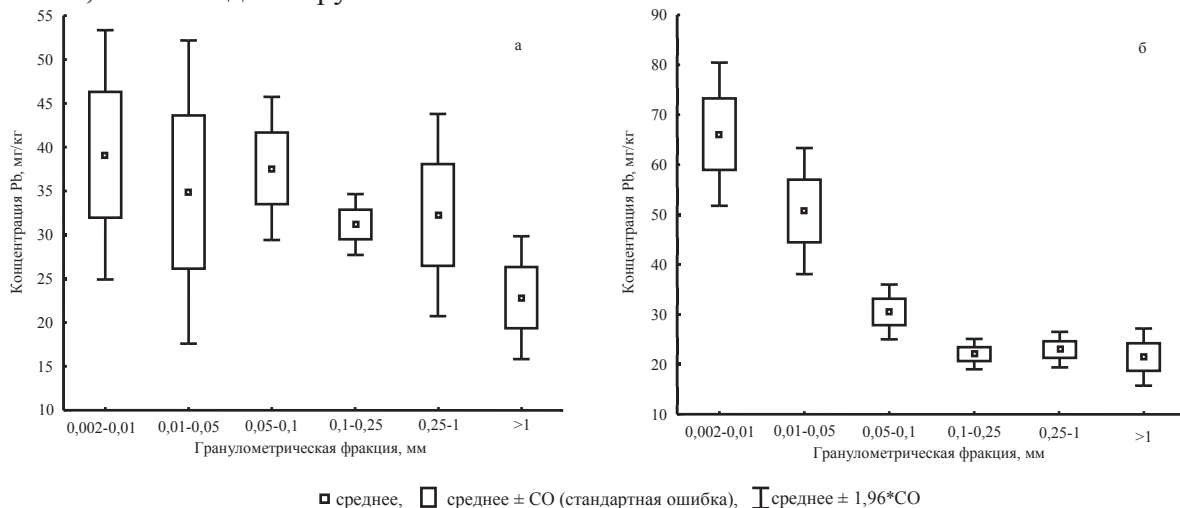 55
50
45
40
35
30
25
20
15
10
Концентрация Pb, мг/кг
а
0,002-0,01 0,01-0,05 0,05-0,1 0,1-0,25 0,25-1 >1
Гранулометрическая фракция, мм
90
80
70
60
50
40
30
20
10
Концентрация Pb, мг/кг
б
0,002-0,01 0,01-0,05 0,05-0,1 0,1-0,25 0,25-1 >1
Гранулометрическая фракция, мм
среднее, среднее ± СО (стандартная ошибка), среднее ± 1,96*СО